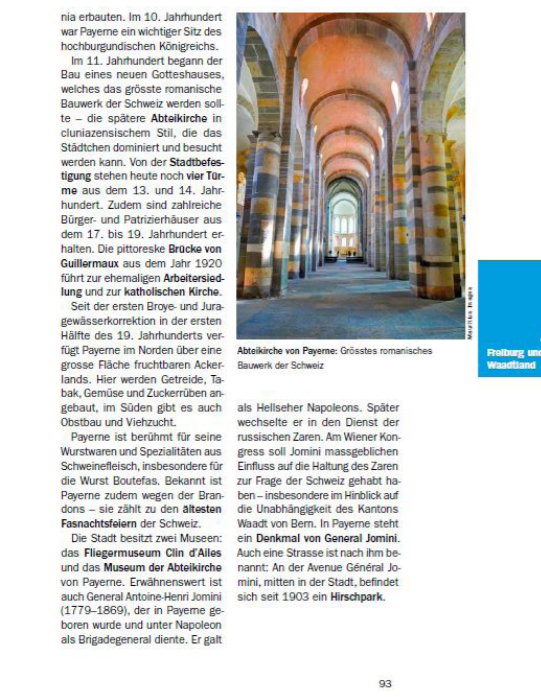 nia erbauten. Im 10. Jahrhundert
war Payerne ein wichtiger Sitz des
hochburgundischen Königreichs.
Im 11. Jahrhundert begann der
Bau eines neuen Gotteshauses,
welches das grösste romanische
Bauwerk der Schweiz werden soll-
te – die spätere Abteikirche in
cluniazensischem Stil, die das
Städtchen dominiert und besucht
werden kann. Von der Stadtbefes-
tigung stehen heute noch vier Tür-
me aus dem 13. und 14. Jahr-
hundert. Zudem sind zahlreiche
Bürger- und Patrizierhäuser aus
dem 17. bis 19. Jahrhundert er-
halten. Die pittoreske Brücke von
Guillermaux aus dem Jahr 1920
führt zur ehemaligen Arbeitersied-
lung und zur katholischen Kirche.
Seit der ersten Broye- und Jura-
gewässerkorrektion in der ersten
Hälfte des 19. Jahrhunderts ver-
fügt Payerne im Norden über eine
grosse Fläche fruchtbaren Acker-
lands. Hier werden Getreide, Ta-
bak, Gemüse und Zuckerrüben an-
gebaut, im Süden gibt es auch
Obstbau und Viehzucht.
Payerne ist berühmt für seine
Wurstwaren und Spezialitäten aus
Schweinefleisch, insbesondere für
die Wurst Boutefas. Bekannt ist
Payerne zudem wegen der Bran-
dons – sie zählt zu den ältesten
Fasnachtsfeiern der Schweiz.
Die Stadt besitzt zwei Museen:
das Fliegermuseum Clin d'Ailes
und das Museum der Abteikirche
von Payerne. Erwähnenswert ist
auch General Antoine-Henri Jomini
(1779–1869), der in Payerne ge-
boren wurde und unter Napoleon
als Brigadegeneral diente. Er galt
Mauritius Images
Abteikirche von Payerne: Grösstes romanisches
Bauwerk der Schweiz
als Hellseher Napoleons. Später
wechselte er in den Dienst der
russischen Zaren. Am Wiener Kon-
gress soll Jomini massgeblichen
Einfluss auf die Haltung des Zaren
zur Frage der Schweiz gehabt ha-
ben – insbesondere im Hinblick auf
die Unabhängigkeit des Kantons
Waadt von Bern. In Payerne steht
ein Denkmal von General Jomini.
Auch eine Strasse ist nach ihm be-
nannt: An der Avenue Général Jo-
mini, mitten in der Stadt, befindet
sich seit 1903 ein Hirschpark.
Freiburg un
Waadtland
93